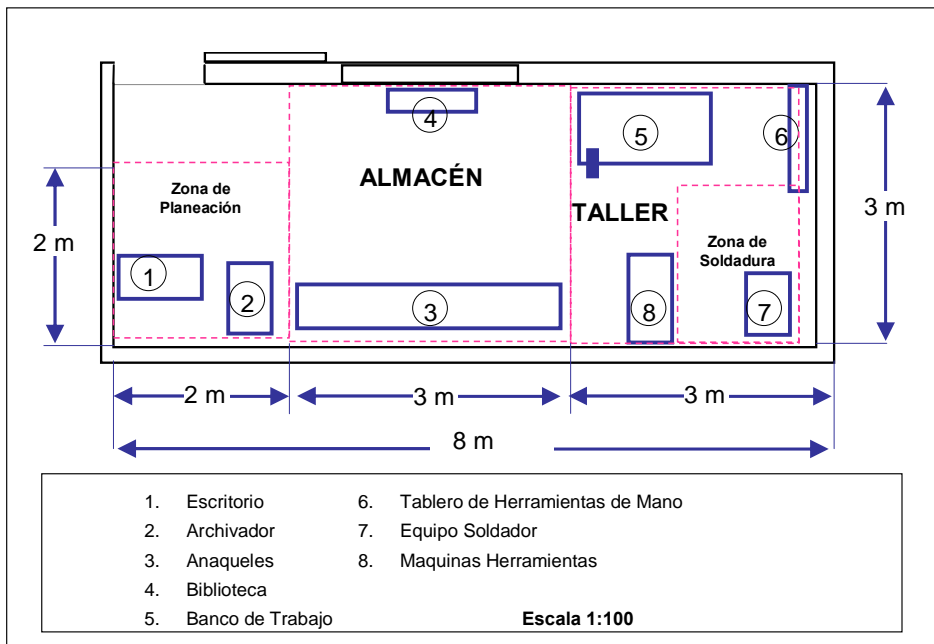 4
5
6
ALMACÉN
Zona de
Planeación
TALLER
2 m
3 m
Zona de
Soldadura
1
2
3
8
7
2 m
3 m
3 m
8 m
1. Escritorio
2. Archivador
3. Anaqueles
4. Biblioteca
5. Banco de Trabajo
6. Tablero de Herramientas de Mano
7. Equipo Soldador
8. Maquinas Herramientas
Escala 1:100